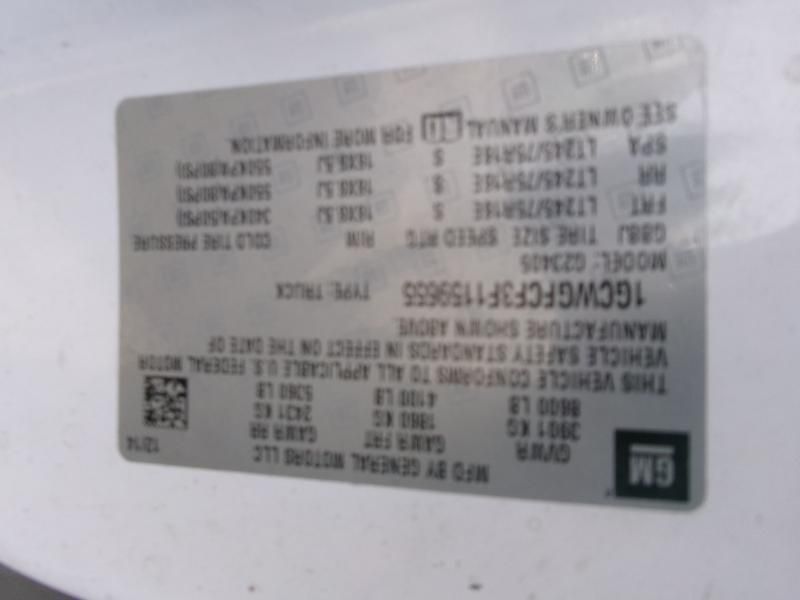 GM
MFD BY GENERAL MOTORS LLC 12/14
GVWR GAWR FRT GAWR RR
3901 KG 1860 KG 2431 KG
8600 LB 4100 LB 5360 LB
THIS VEHICLE CONFORMS TO ALL APPLICABLE U.S. FEDERAL MOTOR
VEHICLE SAFETY STANDARDS IN EFFECT ON THE DATE OF
MANUFACTURE SHOWN ABOVE.
1GCWGFCF3F1159655 TYPE: TRUCK
MODEL: G23405
G88J TIRE SIZE SPEED RTG RIM COLD TIRE PRESSURE
FRT LT245/75R16E S 16X6.5J 340KPA(50PSI)
RR LT245/75R16E S 16X6.5J 550KPA(80PSI)
SPA LT245/75R16E S 16X6.5J 550KPA(80PSI)
SEE OWNER'S MANUAL FOR MORE INFORMATION.